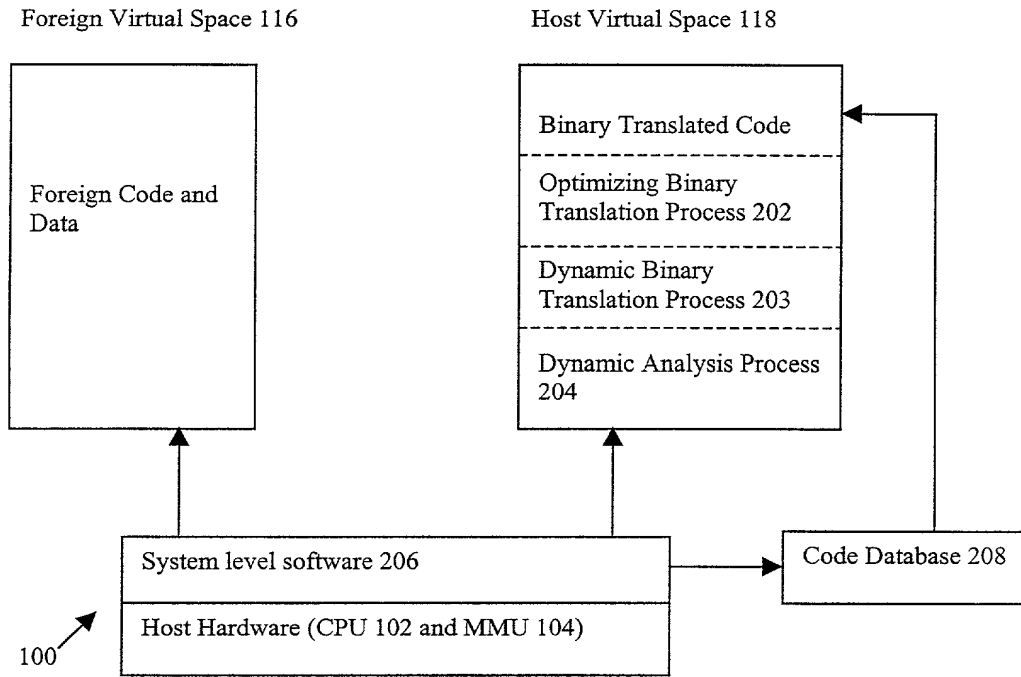 Foreign Virtual Space 116
Host Virtual Space 118
Foreign Code and
Data
Binary Translated Code
Optimizing Binary
Translation Process 202
Dynamic Binary
Translation Process 203
Dynamic Analysis Process
204
System level software 206
Host Hardware (CPU 102 and MMU 104)
Code Database 208
100